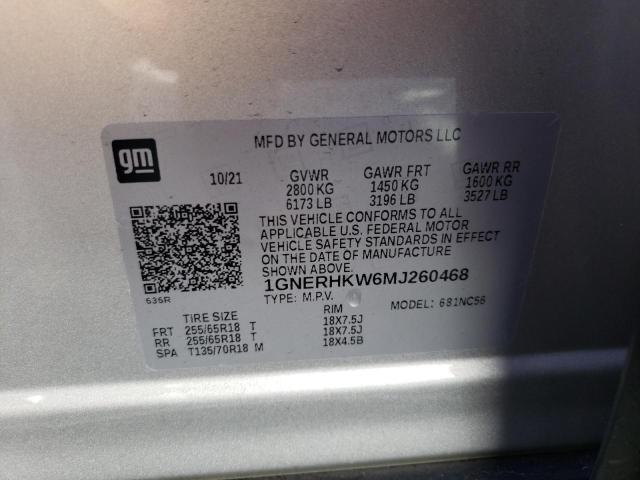 gm
MFD BY GENERAL MOTORS LLC
10/21 GVWR GAWR FRT GAWR RR
2800 KG 1450 KG 1600 KG
6173 LB 3196 LB 3527 LB
THIS VEHICLE CONFORMS TO ALL
APPLICABLE U.S. FEDERAL MOTOR
VEHICLE SAFETY STANDARDS IN EFFECT
ON THE DATE OF MANUFACTURE
SHOWN ABOVE.
636R
1GNERHKW6MJ260468
TYPE: M.P.V. MODEL: 681NC56
TIRE SIZE RIM
FRT 255/65R18 T 18X7.5J
RR 255/65R18 T 18X7.5J
SPA T135/70R18 M 18X4.5B